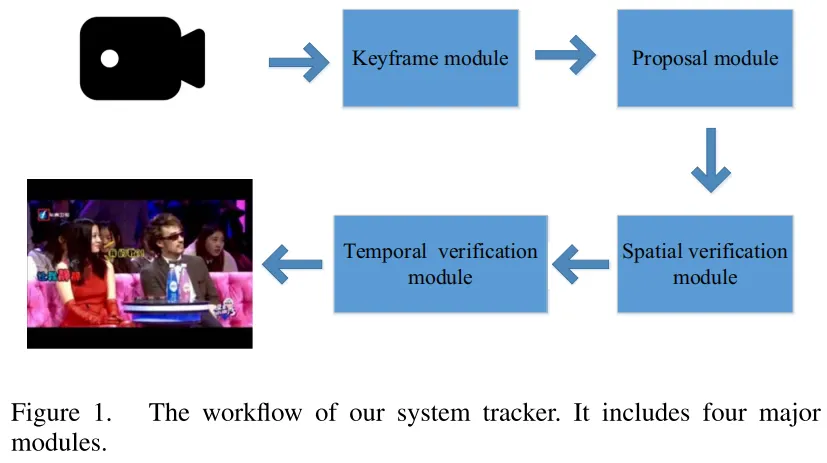 Keyframe module
Proposal module
Temporal verification
module
Spatial verification
module
Figure 1. The workflow of our system tracker. It includes four major
modules.